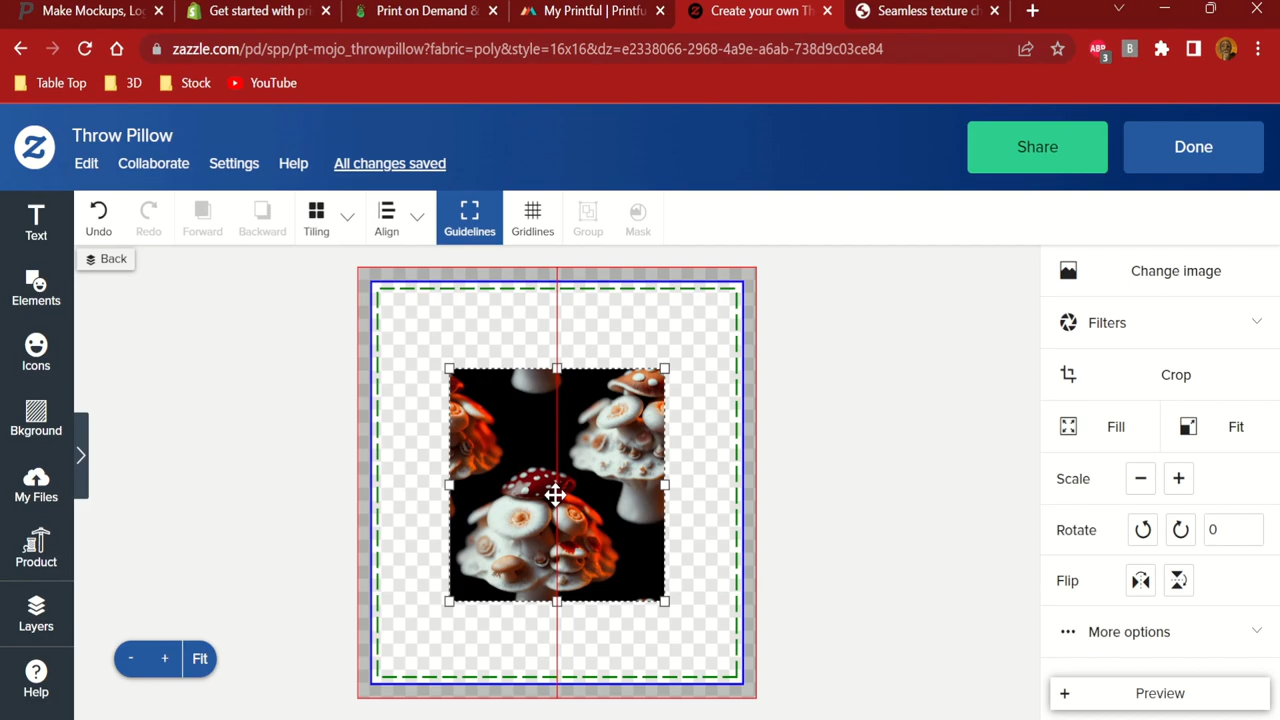 Make Mockups, Lo
Get started with pri
Print on Demand &
My Printful | Printfu
Create your own Th
Seamless texture ch
zazzle.com/pd/spp/pt-mojo_throwpillow?fabric=poly&style=16x16&dz=e2338066-2968-4a9e-a6ab-738d9c03ce84
ABP
3
B
Table Top
3D
Stock
YouTube
Throw Pillow
Edit
Collaborate
Settings
Help
All changes saved
Share
Done
Text
Undo
Redo
Forward
Backward
Tiling
Align
Guidelines
Gridlines
Group
Mask
Back
Elements
Icons
Bkground
My Files
Product
Layers
Help
- + Fit
Change image
Filters
Crop
Fill
Fit
Scale
Rotate
0
Flip
More options
+ Preview